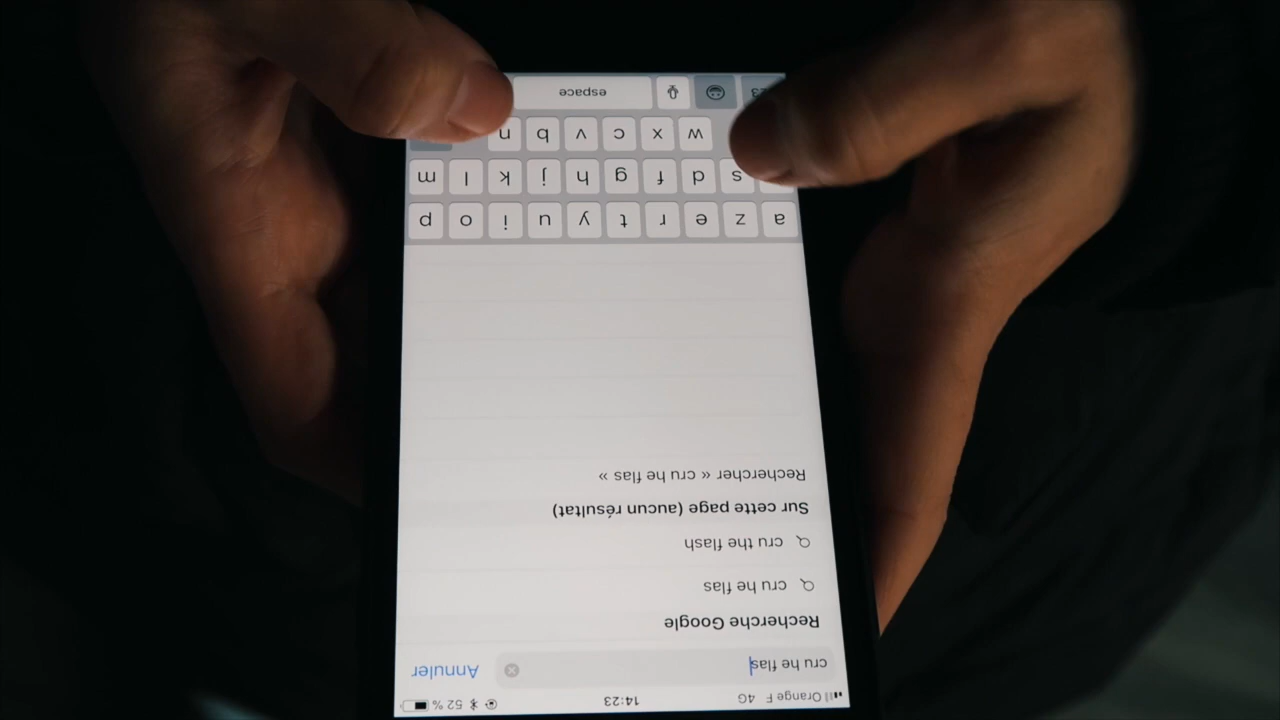 Orange F 4G 14:23 52 %
cru he flas Annuler
Recherche Google
cru he flas
cru the flash
Sur cette page (aucun résultat)
Rechercher « cru he flas »
a z e r t y u i o p
s d f g h j k l m
w x c v b n
23 espace